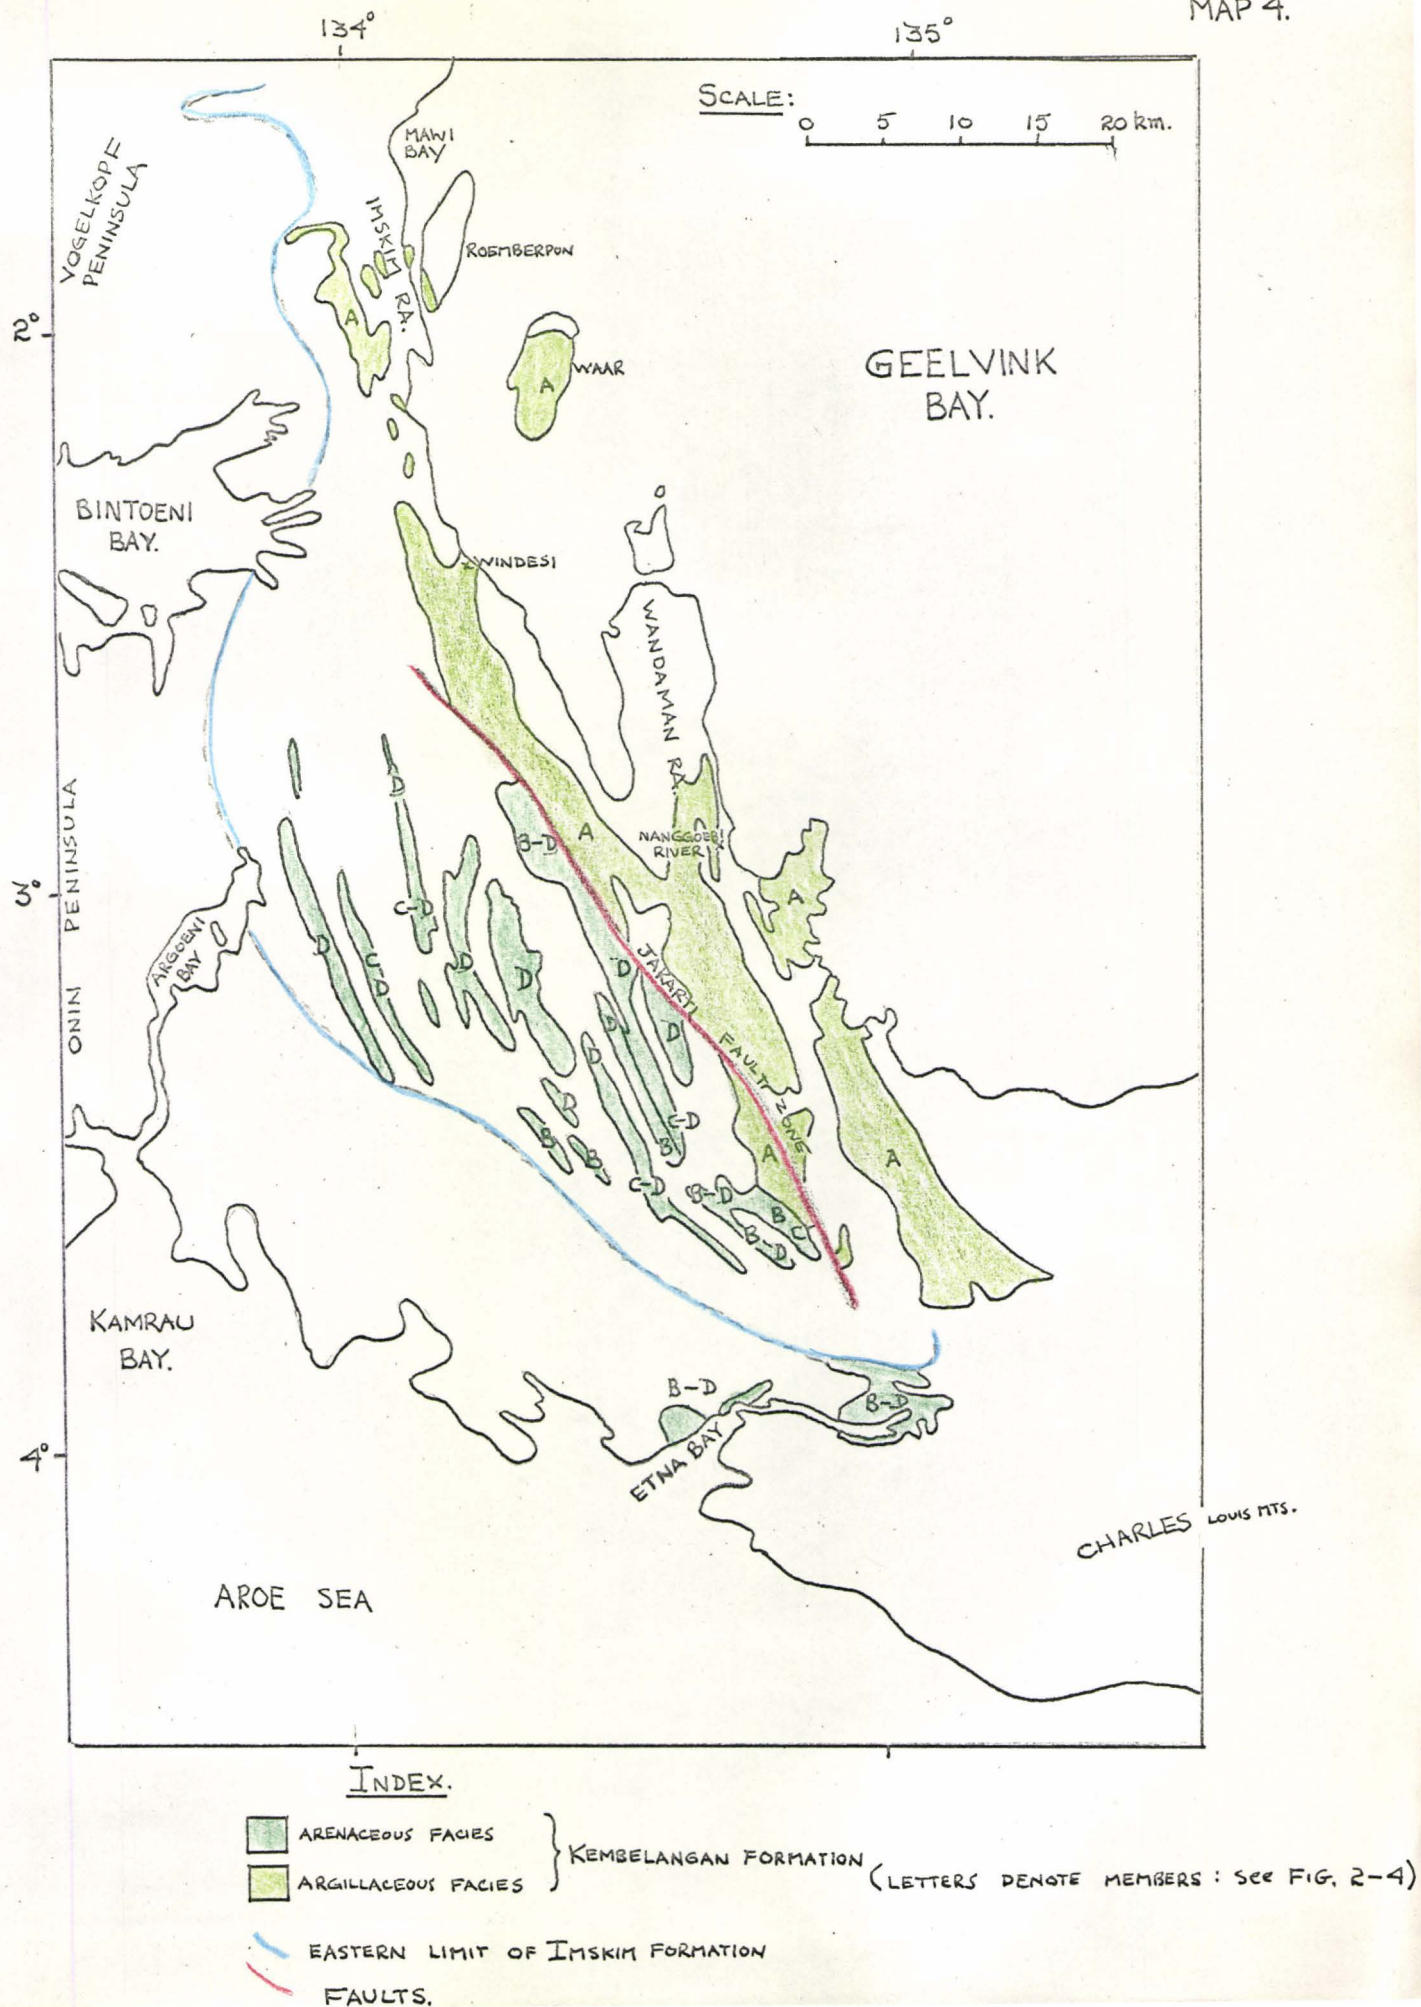 MAP 4.
134°
135°
SCALE:
0 5 10 15 20 km.
MAWI
BAY
VOGELKOPF
PENINSULA
IMSKIM RA.
ROEMBERPON
2°
A
WAAR
A
GEELVINK
BAY.
BINTOENI
BAY.
WINDESI
WANDAMAN RA.
ONIN PENINSULA
D
B-D
A
NANGGOEBI
RIVER
3°
A
C-D
ARGOENI
BAY
D
C-D
D
D
D
JAKARTI FAULT ZONE
D
D
D
B
C-D
B
B
B
A
A
C-D
B-D
B
C
B-D
KAMRAU
BAY.
B-D
B-D
4°
ETNA BAY
CHARLES LOUIS MTS.
AROE SEA
INDEX.
ARENACEOUS FACIES
ARGILLACEOUS FACIES
KEMBELANGAN FORMATION
(LETTERS DENOTE MEMBERS : See FIG. 2-4)
EASTERN LIMIT OF IMSKIM FORMATION
FAULTS.